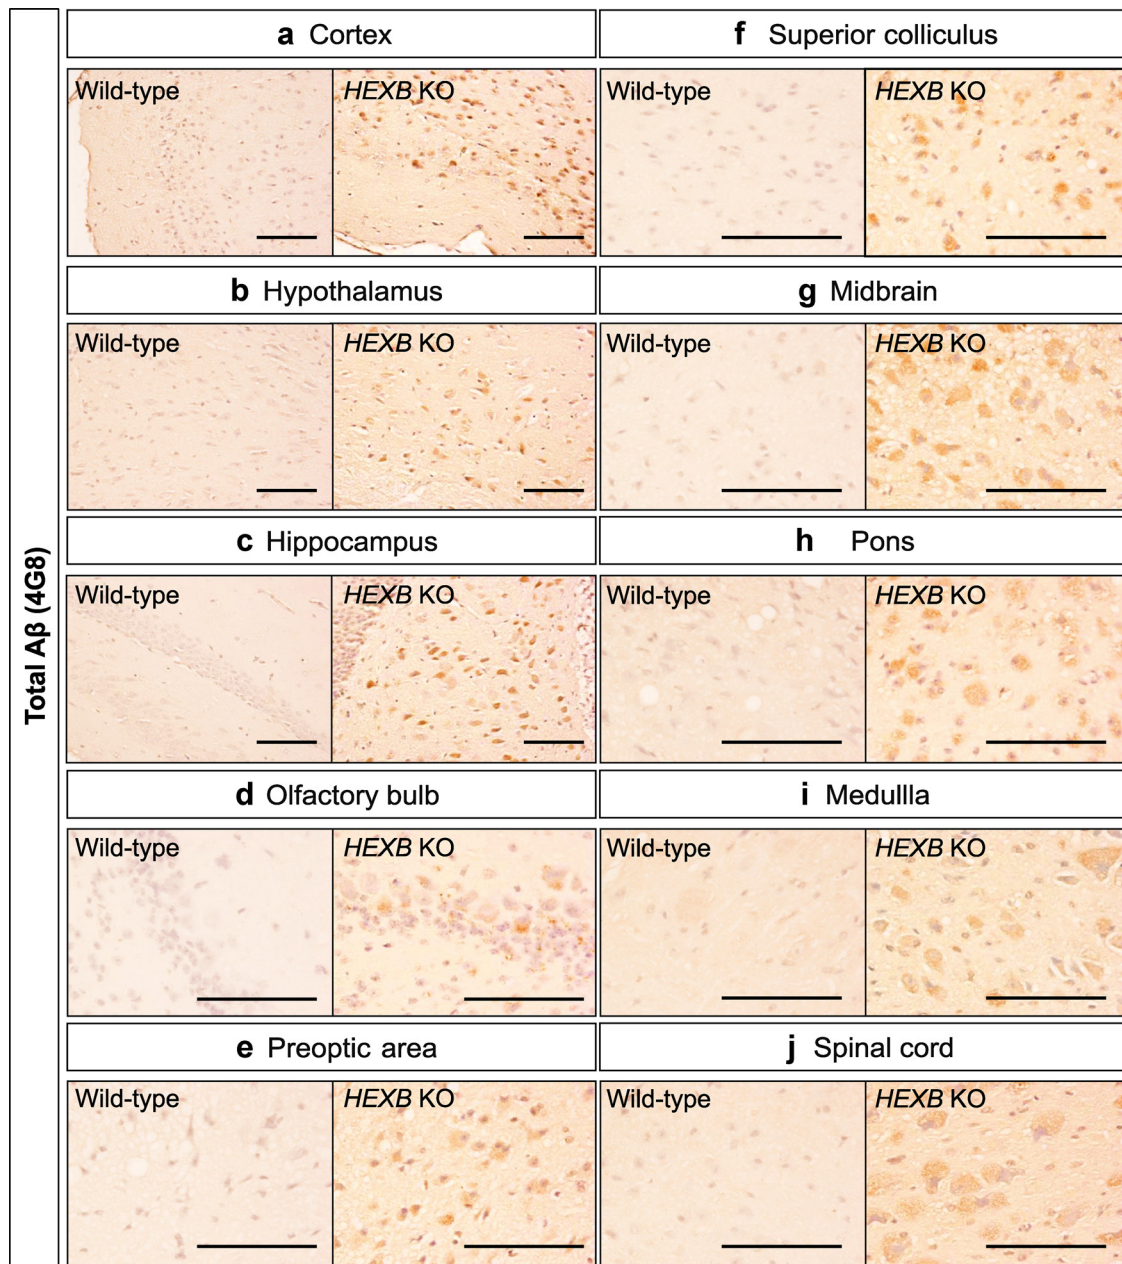 Total Aβ (4G8)
a Cortex
Wild-type
HEXB KO
b Hypothalamus
Wild-type
HEXB KO
c Hippocampus
Wild-type
HEXB KO
d Olfactory bulb
Wild-type
HEXB KO
e Preoptic area
Wild-type
HEXB KO
f Superior colliculus
Wild-type
HEXB KO
g Midbrain
Wild-type
HEXB KO
h Pons
Wild-type
HEXB KO
i Medullla
Wild-type
HEXB KO
j Spinal cord
Wild-type
HEXB KO